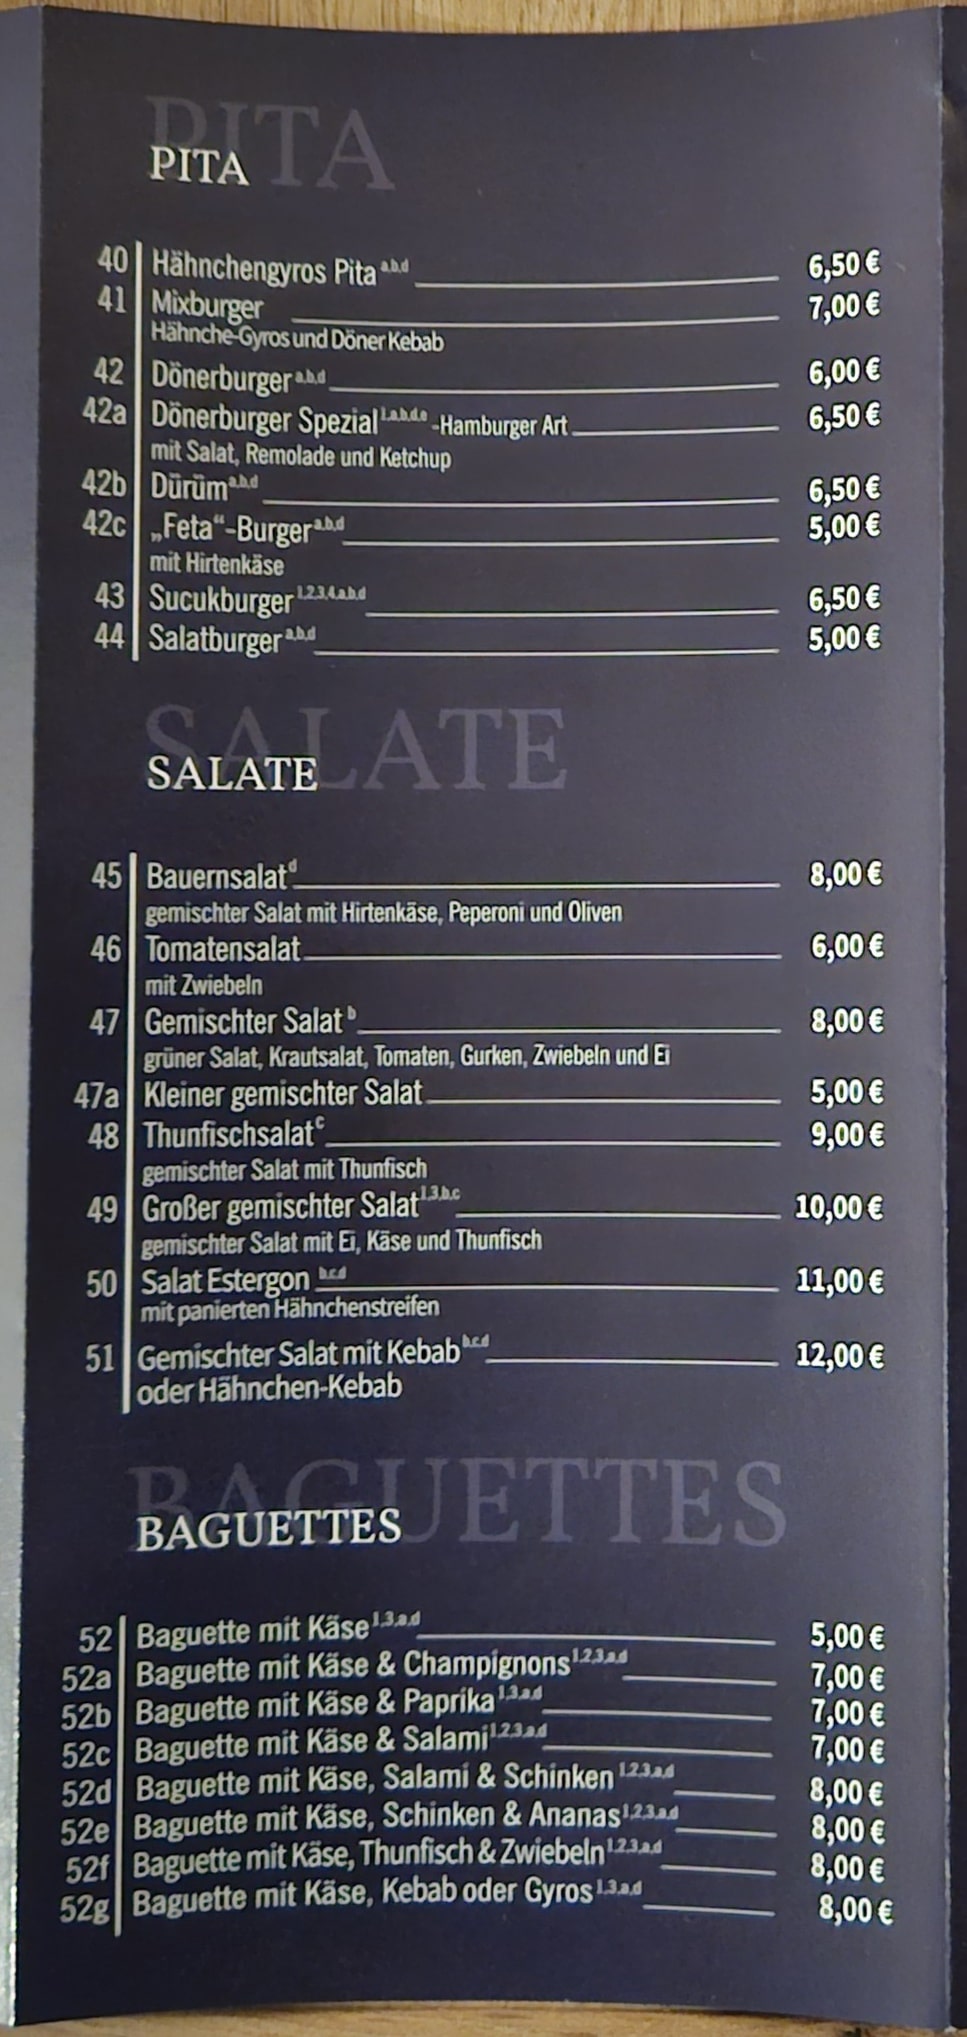 PITA
PITA
40 Hähnchengyros Pita a,b,d 6,50 €
41 Mixburger 7,00 €
Hähnche-Gyros und Döner Kebab
42 Dönerburger a,b,d 6,00 €
42a Dönerburger Spezial 1,a,b,d,e -Hamburger Art 6,50 €
mit Salat, Remolade und Ketchup
42b Dürüm a,b,d 6,50 €
42c „Feta“-Burger a,b,d 5,00 €
mit Hirtenkäse
43 Sucukburger 1,2,3,4,a,b,d 6,50 €
44 Salatburger a,b,d 5,00 €
SALATE
SALATE
45 Bauernsalat d 8,00 €
gemischter Salat mit Hirtenkäse, Peperoni und Oliven
46 Tomatensalat 6,00 €
mit Zwiebeln
47 Gemischter Salat b 8,00 €
grüner Salat, Krautsalat, Tomaten, Gurken, Zwiebeln und Ei
47a Kleiner gemischter Salat 5,00 €
48 Thunfischsalat c 9,00 €
gemischter Salat mit Thunfisch
49 Großer gemischter Salat 1,3,b,c 10,00 €
gemischter Salat mit Ei, Käse und Thunfisch
50 Salat Estergon b,c,d 11,00 €
mit panierten Hähnchenstreifen
51 Gemischter Salat mit Kebab b,c,d 12,00 €
oder Hähnchen-Kebab
BAGUETTES
BAGUETTES
52 Baguette mit Käse 1,3,a,d 5,00 €
52a Baguette mit Käse & Champignons 1,2,3,a,d 7,00 €
52b Baguette mit Käse & Paprika 1,3,a,d 7,00 €
52c Baguette mit Käse & Salami 1,2,3,a,d 7,00 €
52d Baguette mit Käse, Salami & Schinken 1,2,3,a,d 8,00 €
52e Baguette mit Käse, Schinken & Ananas 1,2,3,a,d 8,00 €
52f Baguette mit Käse, Thunfisch & Zwiebeln 1,2,3,a,d 8,00 €
52g Baguette mit Käse, Kebab oder Gyros 1,3,a,d 8,00 €